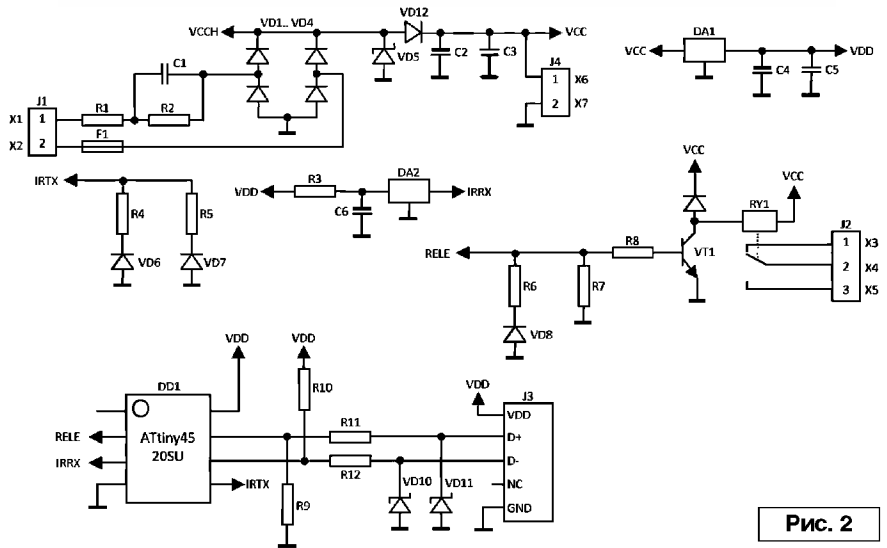 VCCH
VD1.. VD4
VD12
VCC
VD5
C2
C3
C1
J1
X1
1
R1
R2
X2
2
F1
J4
1
X6
2
X7
VCC
DA1
VDD
C4
C5
IRTX
R4
R5
VD6
VD7
VDD
R3
DA2
IRRX
C6
VCC
VCC
RY1
J2
RELE
R8
VT1
1
X3
2
X4
3
X5
R6
R7
VD8
VDD
VDD
DD1
R10
VDD
J3
VDD
RELE
ATtiny45
20SU
R11
D+
IRRX
R12
D-
IRTX
R9
VD10
VD11
NC
GND
Рис. 2